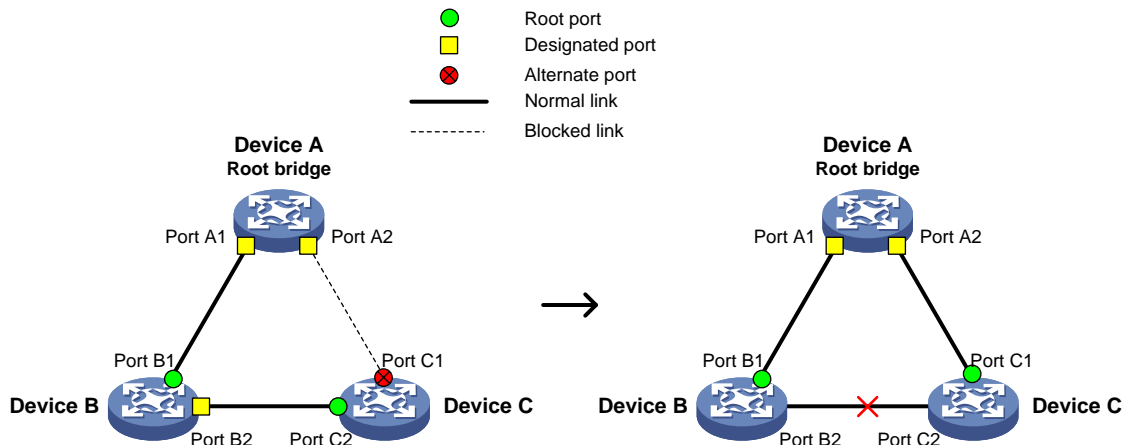 Root port
Designated port
Alternate port
Normal link
Blocked link
Device A
Root bridge
Port A1
Port A2
Port B1
Port C1
Device B
Device C
Port B2
Port C2
Device A
Root bridge
Port A1
Port A2
Port B1
Port C1
Device B
Device C
Port B2
Port C2